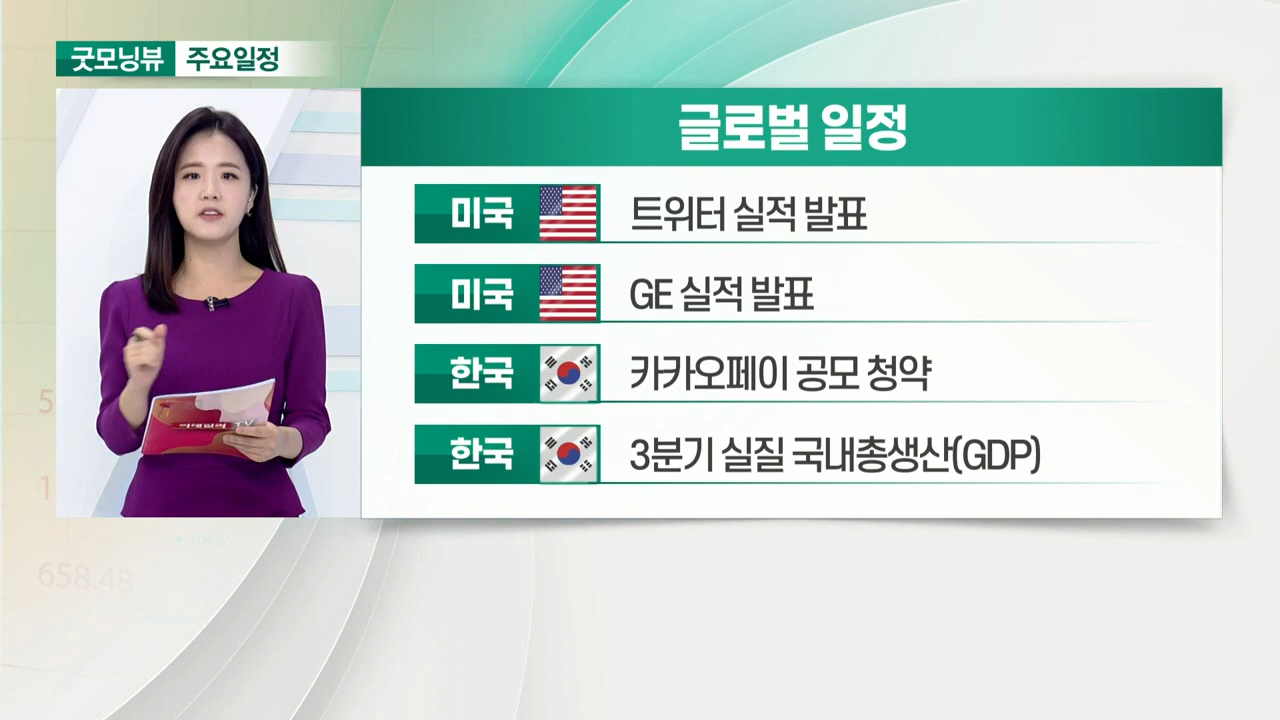 굿모닝뷰 주요일정
글로벌 일정
미국 트위터 실적 발표
미국 GE 실적 발표
한국 카카오페이 공모 청약
한국 3분기 실질 국내총생산(GDP)
658.48